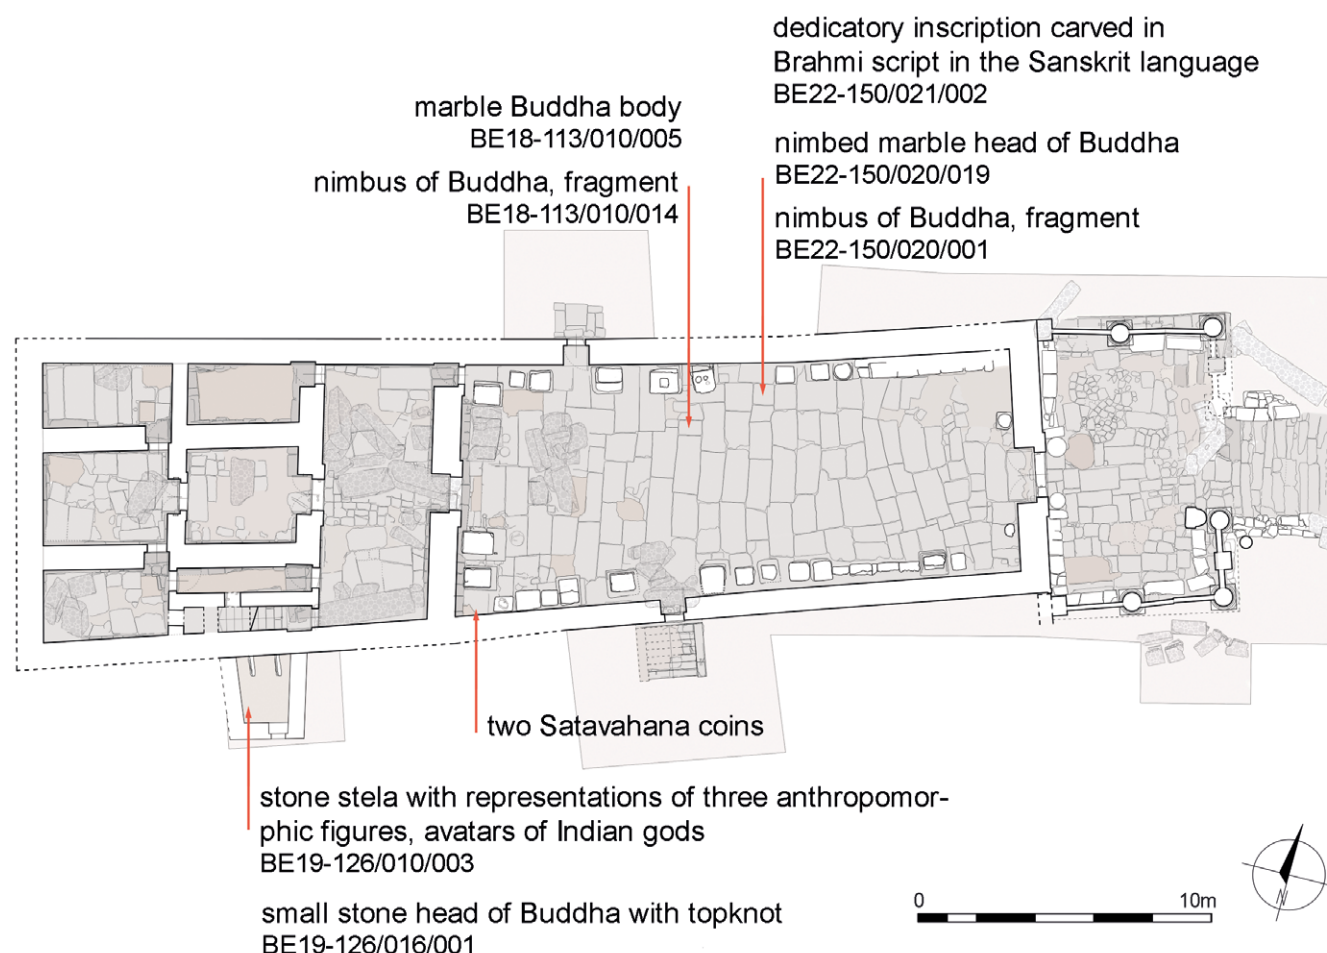 dedicatory inscription carved in
Brahmi script in the Sanskrit language
BE22-150/021/002
marble Buddha body
BE18-113/010/005
nimbed marble head of Buddha
BE22-150/020/019
nimbus of Buddha, fragment
BE18-113/010/014
nimbus of Buddha, fragment
BE22-150/020/001
two Satavahana coins
stone stela with representations of three anthropomor-
phic figures, avatars of Indian gods
BE19-126/010/003
small stone head of Buddha with topknot
BE19-126/016/001
0
10m
N